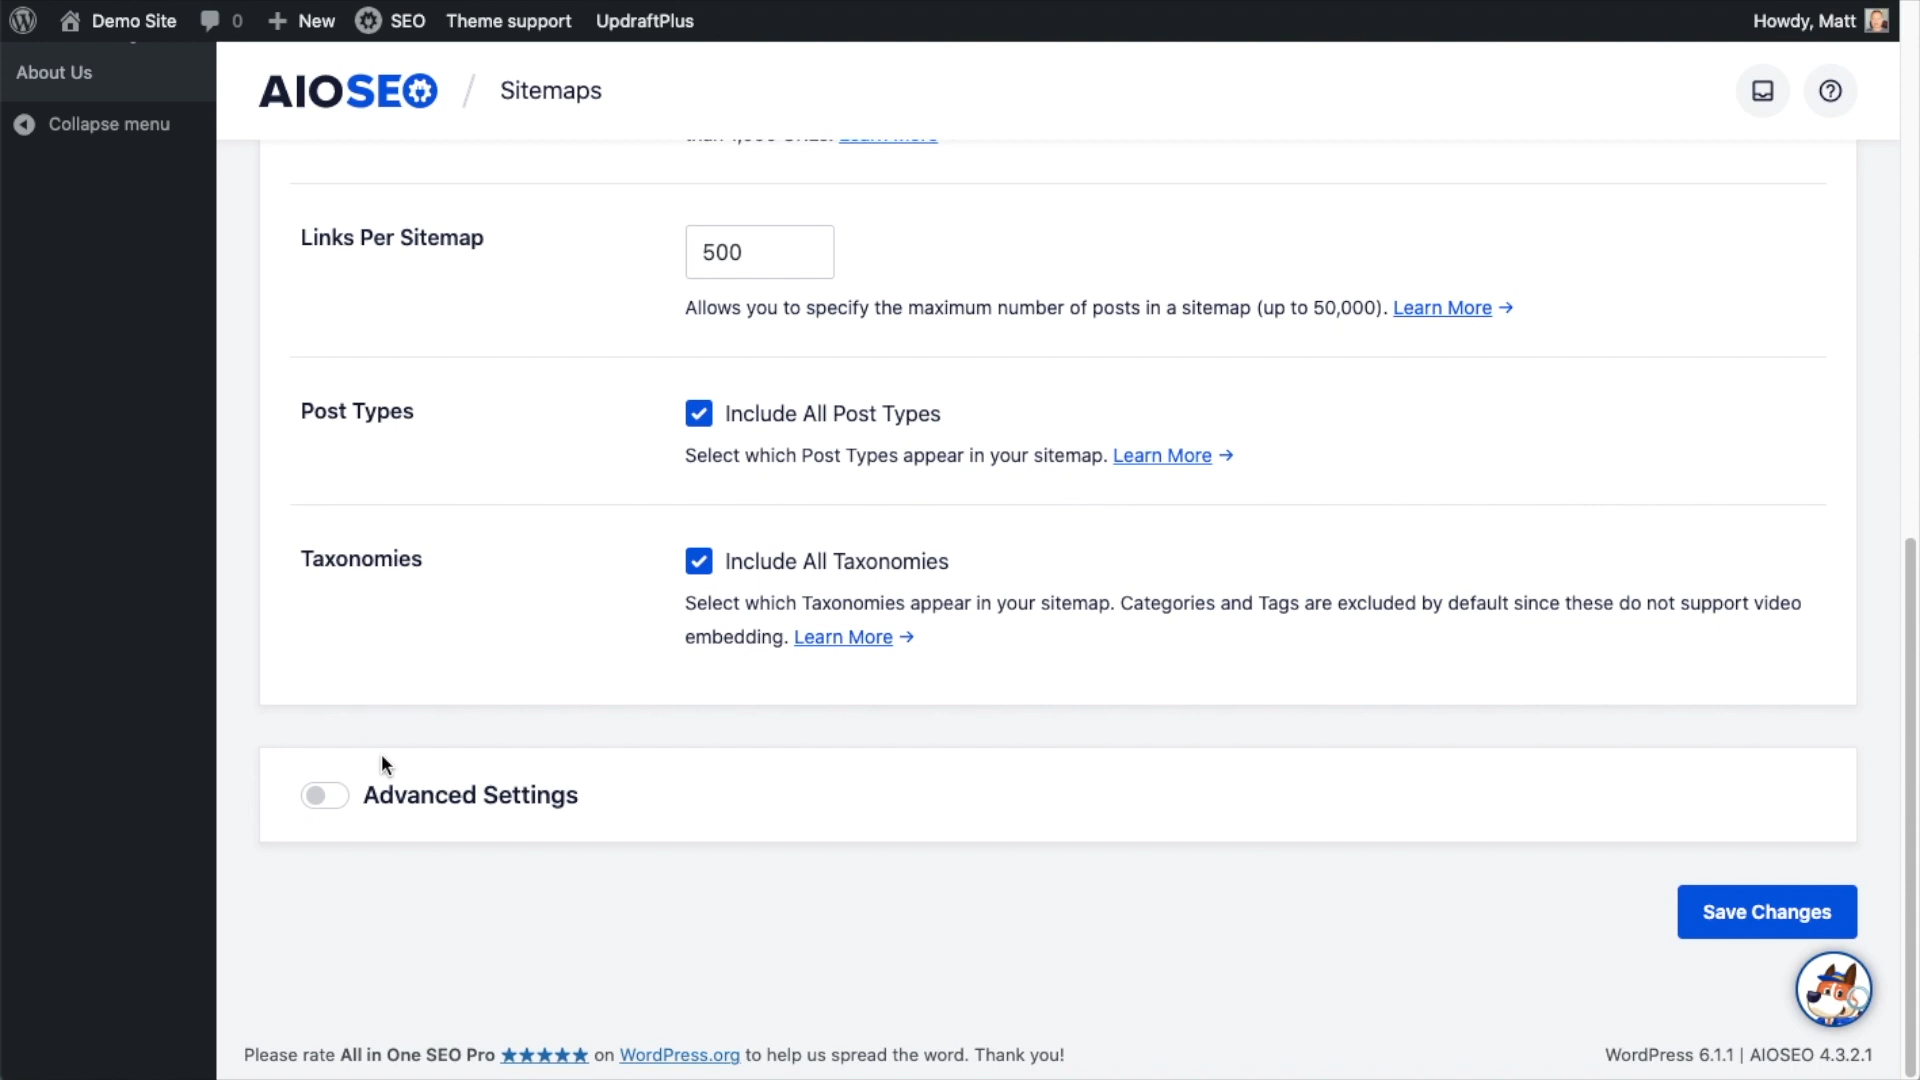 Demo Site 0 New SEO Theme support UpdraftPlus Howdy, Matt
About Us
Collapse menu
AIOSEO / Sitemaps
Learn More
Links Per Sitemap
500
Allows you to specify the maximum number of posts in a sitemap (up to 50,000). Learn More →
Post Types
Include All Post Types
Select which Post Types appear in your sitemap. Learn More →
Taxonomies
Include All Taxonomies
Select which Taxonomies appear in your sitemap. Categories and Tags are excluded by default since these do not support video
embedding. Learn More →
Advanced Settings
Save Changes
Please rate All in One SEO Pro ★★★★★ on WordPress.org to help us spread the word. Thank you!
WordPress 6.1.1 | AIOSEO 4.3.2.1